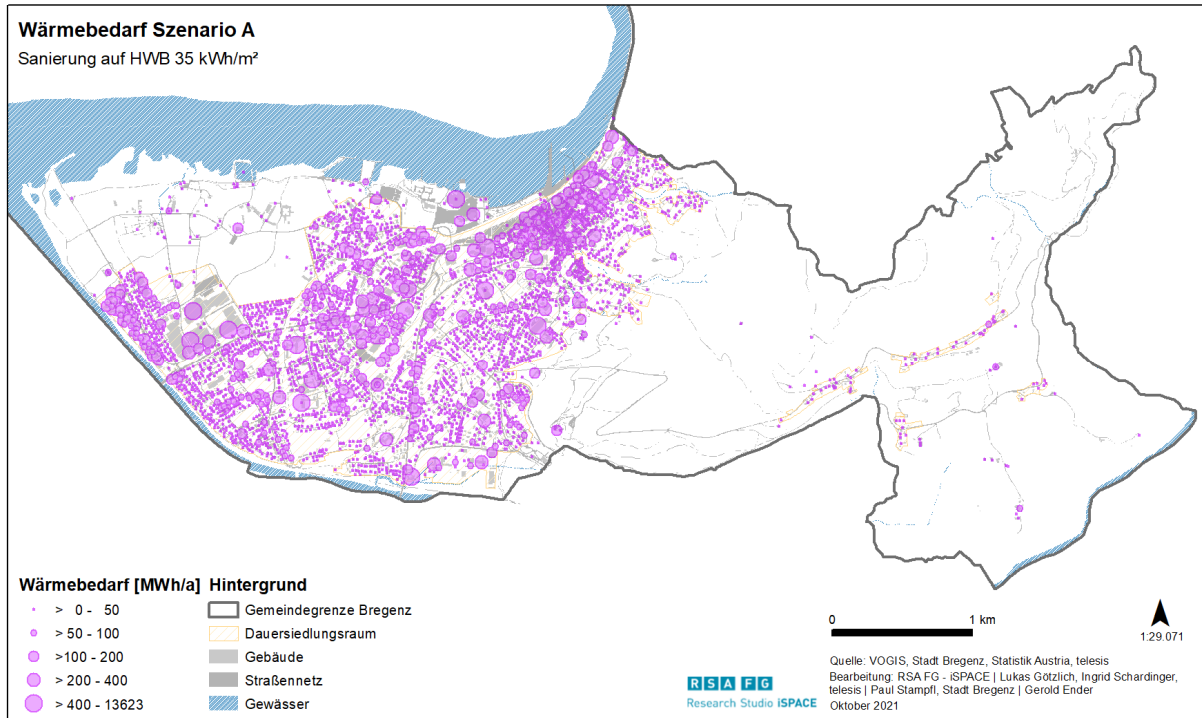 Wärmebedarf Szenario A
Sanierung auf HWB 35 kWh/m²
Wärmebedarf [MWh/a]
> 0 - 50
> 50 - 100
>100 - 200
> 200 - 400
> 400 - 13623
Hintergrund
Gemeindegrenze Bregenz
Dauersiedlungsraum
Gebäude
Straßennetz
Gewässer
RSA FG
Research Studio iSPACE
0 1 km
1:29.071
Quelle: VOGIS, Stadt Bregenz, Statistik Austria, telesis
Bearbeitung: RSA FG - iSPACE | Lukas Götzlich, Ingrid Schardinger,
telesis | Paul Stampfl, Stadt Bregenz | Gerold Ender
Oktober 2021